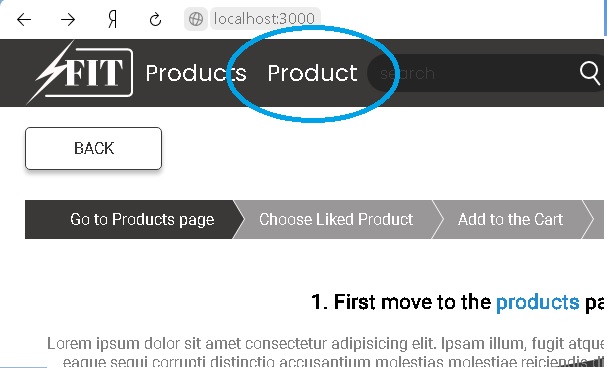 localhost:3000
FIT Products Product search
BACK
Go to Products page Choose Liked Product Add to the Cart
1. First move to the products pa
Lorem ipsum dolor sit amet consectetur adipisicing elit. Ipsam illum, fugit atque
eaque sequi corrupti distinctio accusantium molestias molestiae reiciendis